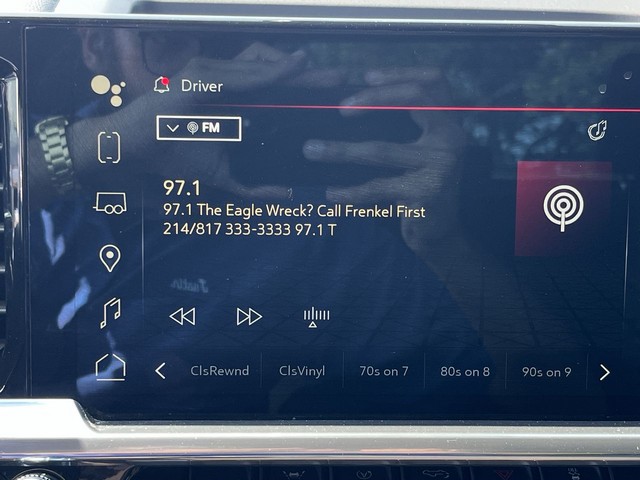 Driver
FM
97.1
97.1 The Eagle Wreck? Call Frenkel First
214/817 333-3333 97.1 T
ClsRewnd
ClsVinyl
70s on 7
80s on 8
90s on 9